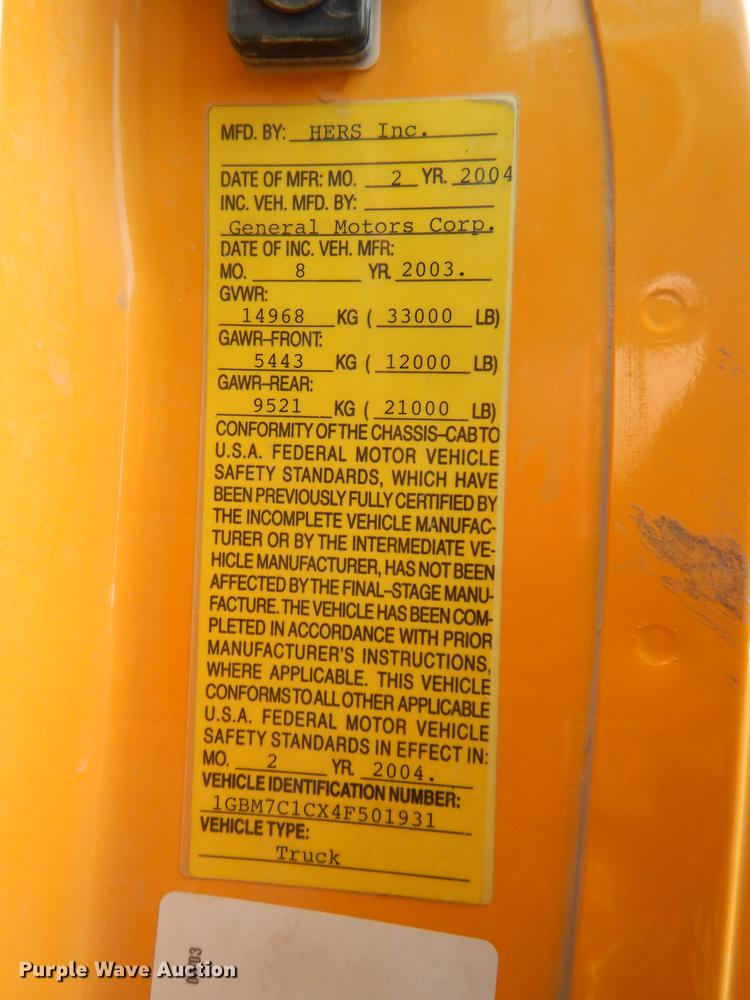 MFD. BY: HERS Inc.
DATE OF MFR: MO. 2 YR. 2004
INC. VEH. MFD. BY:
General Motors Corp.
DATE OF INC. VEH. MFR:
MO. 8 YR. 2003.
GVWR:
14968 KG ( 33000 LB)
GAWR-FRONT:
5443 KG ( 12000 LB)
GAWR-REAR:
9521 KG ( 21000 LB)
CONFORMITY OF THE CHASSIS-CAB TO
U.S.A. FEDERAL MOTOR VEHICLE
SAFETY STANDARDS, WHICH HAVE
BEEN PREVIOUSLY FULLY CERTIFIED BY
THE INCOMPLETE VEHICLE MANUFAC-
TURER OR BY THE INTERMEDIATE VE-
HICLE MANUFACTURER, HAS NOT BEEN
AFFECTED BY THE FINAL-STAGE MANU-
FACTURE. THE VEHICLE HAS BEEN COM-
PLETED IN ACCORDANCE WITH PRIOR
MANUFACTURER'S INSTRUCTIONS,
WHERE APPLICABLE. THIS VEHICLE
CONFORMS TO ALL OTHER APPLICABLE
U.S.A. FEDERAL MOTOR VEHICLE
SAFETY STANDARDS IN EFFECT IN:
MO. 2 YR. 2004.
VEHICLE IDENTIFICATION NUMBER:
1GBM7C1CX4F501931
VEHICLE TYPE:
Truck
Purple Wave Auction